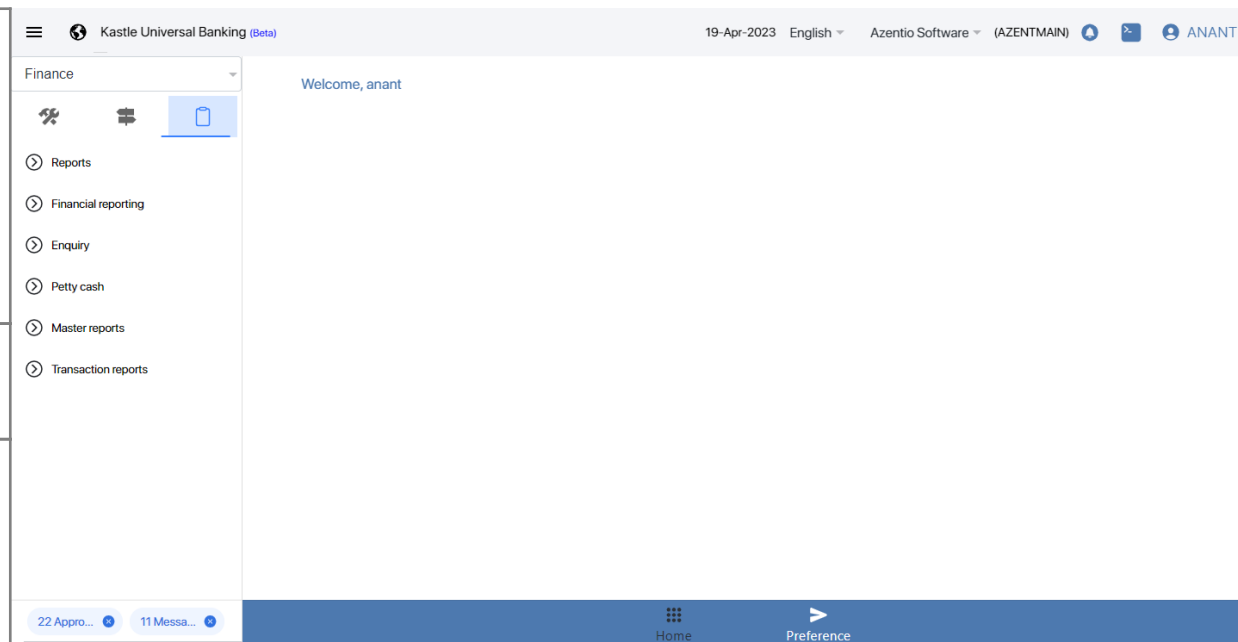 Kastle Universal Banking (Beta) 19-Apr-2023 English Azentio Software (AZENTMAIN) ANANT
Finance
Welcome, anant
Reports
Financial reporting
Enquiry
Petty cash
Master reports
Transaction reports
22 Appro... 11 Messa...
Home Preference